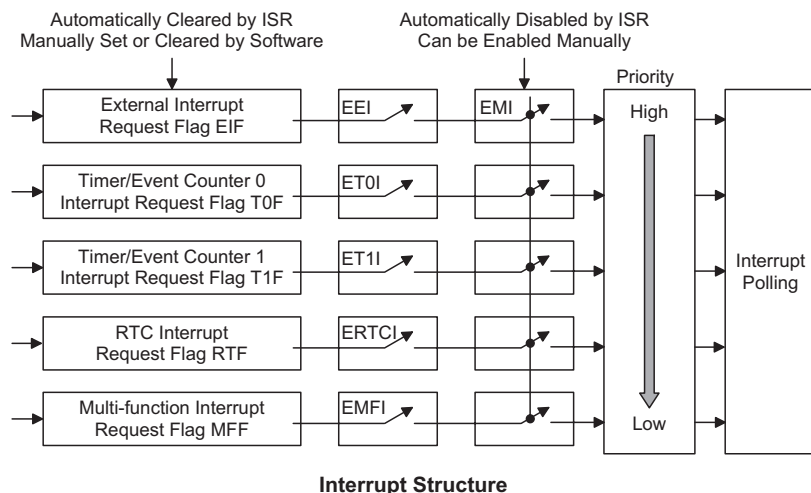 Automatically Cleared by ISR
Manually Set or Cleared by Software
Automatically Disabled by ISR
Can be Enabled Manually
Priority
External Interrupt
Request Flag EIF
EEI
EMI
High
Timer/Event Counter 0
Interrupt Request Flag T0F
ET0I
Timer/Event Counter 1
Interrupt Request Flag T1F
ET1I
Interrupt
Polling
RTC Interrupt
Request Flag RTF
ERTCI
Multi-function Interrupt
Request Flag MFF
EMFI
Low
Interrupt Structure